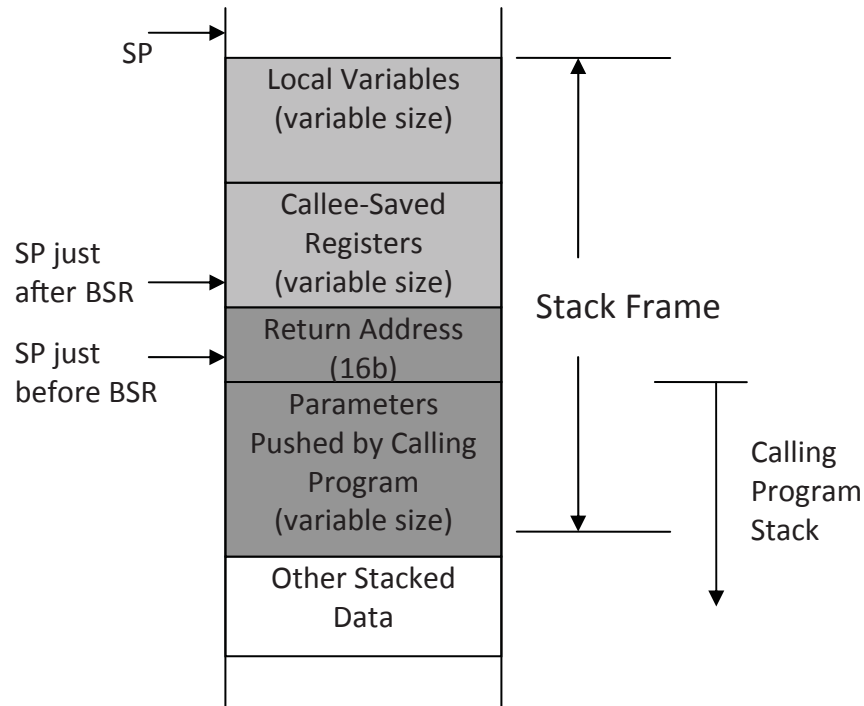 SP
Local Variables
(variable size)
Callee-Saved
Registers
(variable size)
SP just
after BSR
Return Address
(16b)
SP just
before BSR
Parameters
Pushed by Calling
Program
(variable size)
Other Stacked
Data
Stack Frame
Calling
Program
Stack